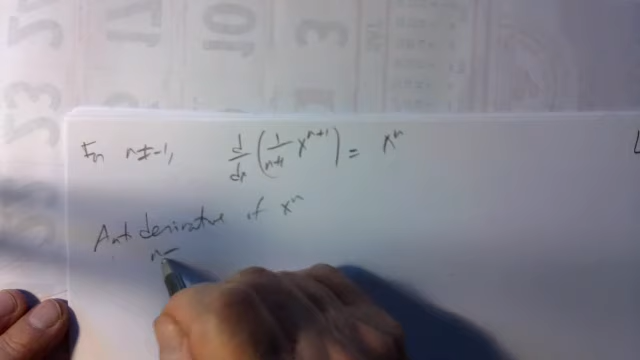 For n≠-1, d/dx (1/n+1 x^{n+1}) = x^n
Antiderivative of x^n
n